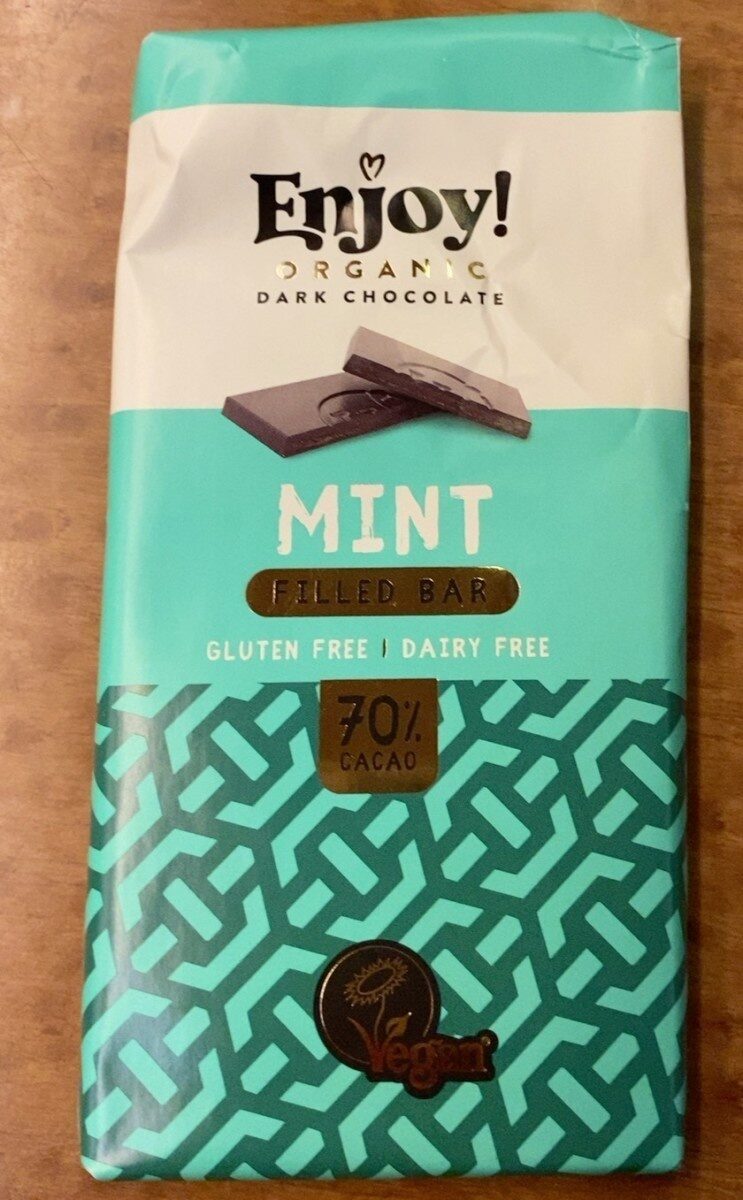 Enjoy!
ORGANIC
DARK CHOCOLATE
MINT
FILLED BAR
GLUTEN FREE | DAIRY FREE
70%
CACAO
Vegan